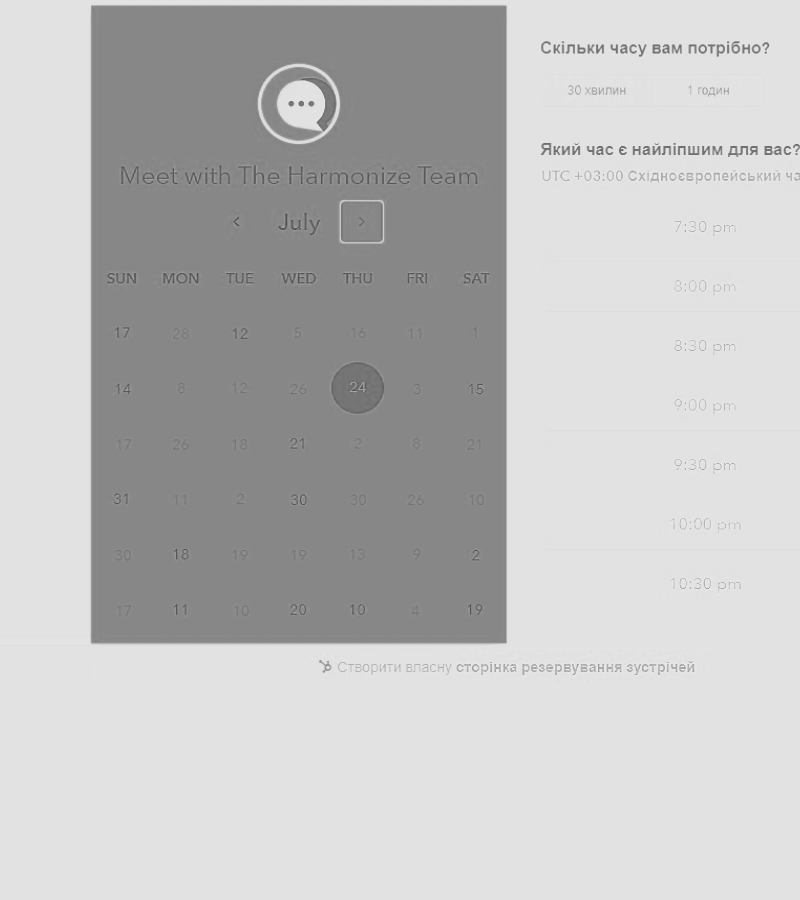 Meet with The Harmonize Team
July
SUN MON TUE WED THU FRI SAT
17 28 12 5 16 11 1
14 8 12 26 24 3 15
17 26 18 21 2 8 21
31 11 2 30 30 26 10
30 18 19 19 13 9 2
17 11 10 20 10 4 19
Скільки часу вам потрібно?
30 хвилин 1 годин
Який час є найліпшим для вас?
UTC +03:00 Східноєвропейський ча
7:30 pm
8:00 pm
8:30 pm
9:00 pm
9:30 pm
10:00 pm
10:30 pm
Створити власну сторінка резервування зустрічей